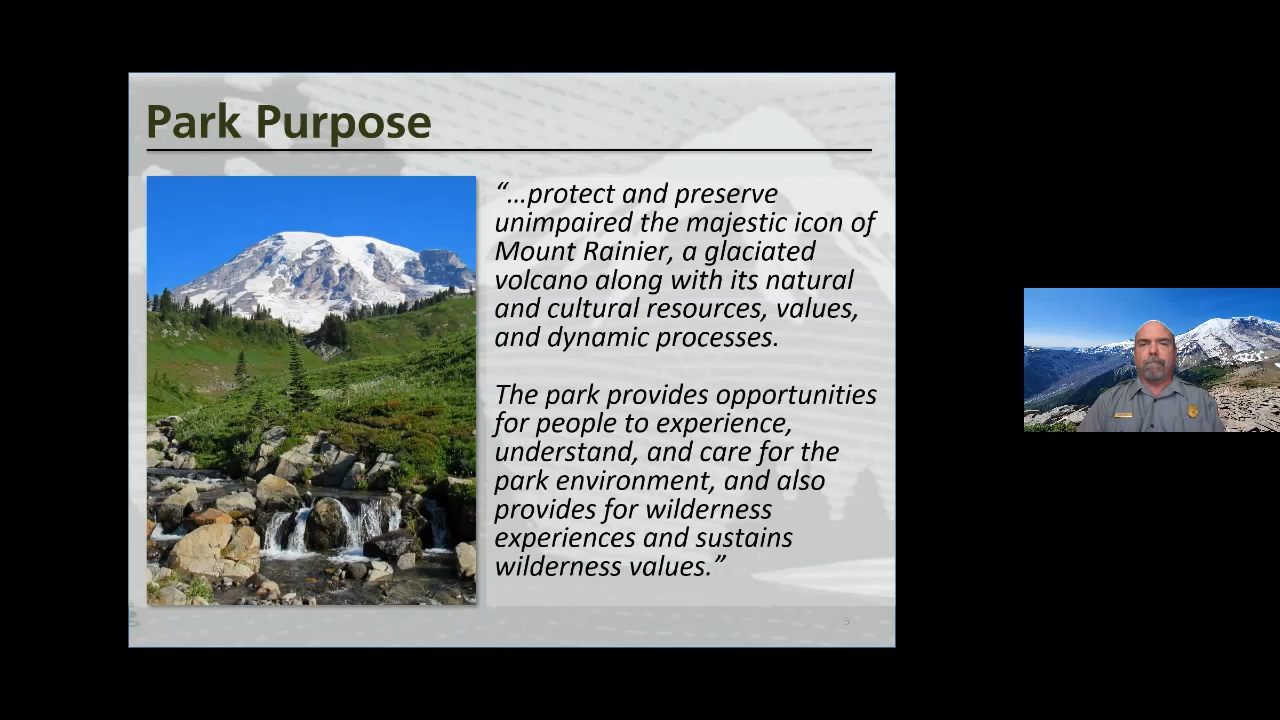 Park Purpose
“...protect and preserve
unimpaired the majestic icon of
Mount Rainier, a glaciated
volcano along with its natural
and cultural resources, values,
and dynamic processes.
The park provides opportunities
for people to experience,
understand, and care for the
park environment, and also
provides for wilderness
experiences and sustains
wilderness values.”
5